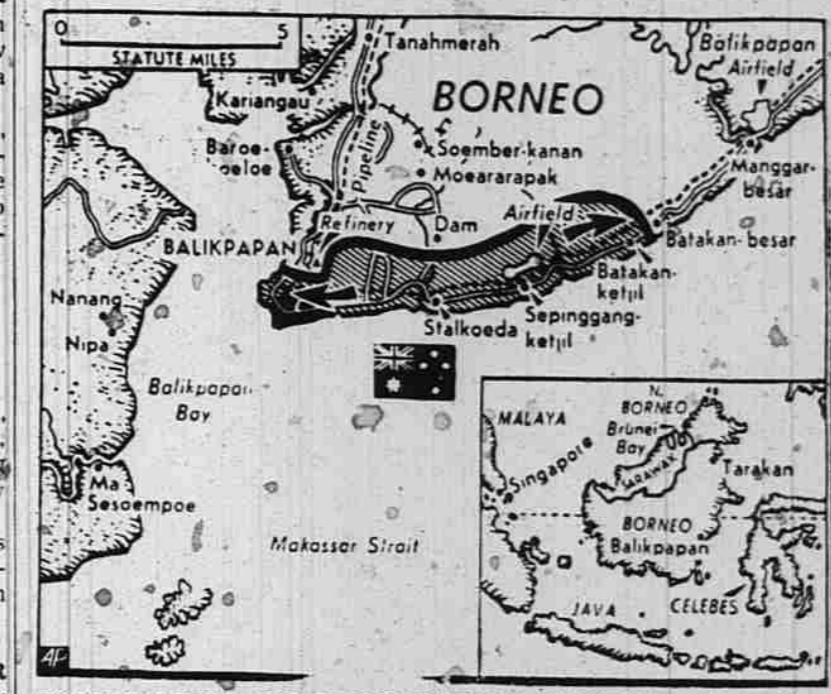 0 5
STATUTE MILES
Tanahmerah
Balikpapan
Airfield
Kariangau
BORNEO
Baroe-
oeloe
Pipeline
Soember-kanan
Moeararapak
Manggar-
besar
Refinery
Dam
Airfield
BALIKPAPAN
Batakan-besar
Batakan-
ketjil
Nanang
Nipa
Stalkoeda
Sepinggang-
ketjil
Balikpapan
Bay
Ma
Sesoempoe
Makassar Strait
N.
BORNEO
MALAYA
Brunei
Bay
Singapore
SARAWAK
Tarakan
BORNEO
Balikpapan
JAVA
CELEBES
AP